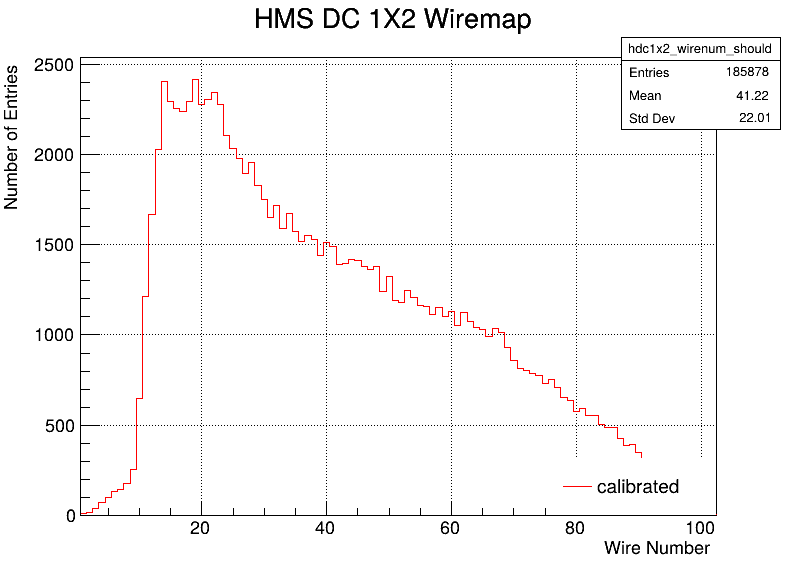 HMS DC 1X2 Wiremap
hdc1x2_wirenum_should
Entries 185878
Mean 41.22
Std Dev 22.01
Number of Entries
2500
2000
1500
1000
500
0
20 40 60 80 100
Wire Number
calibrated